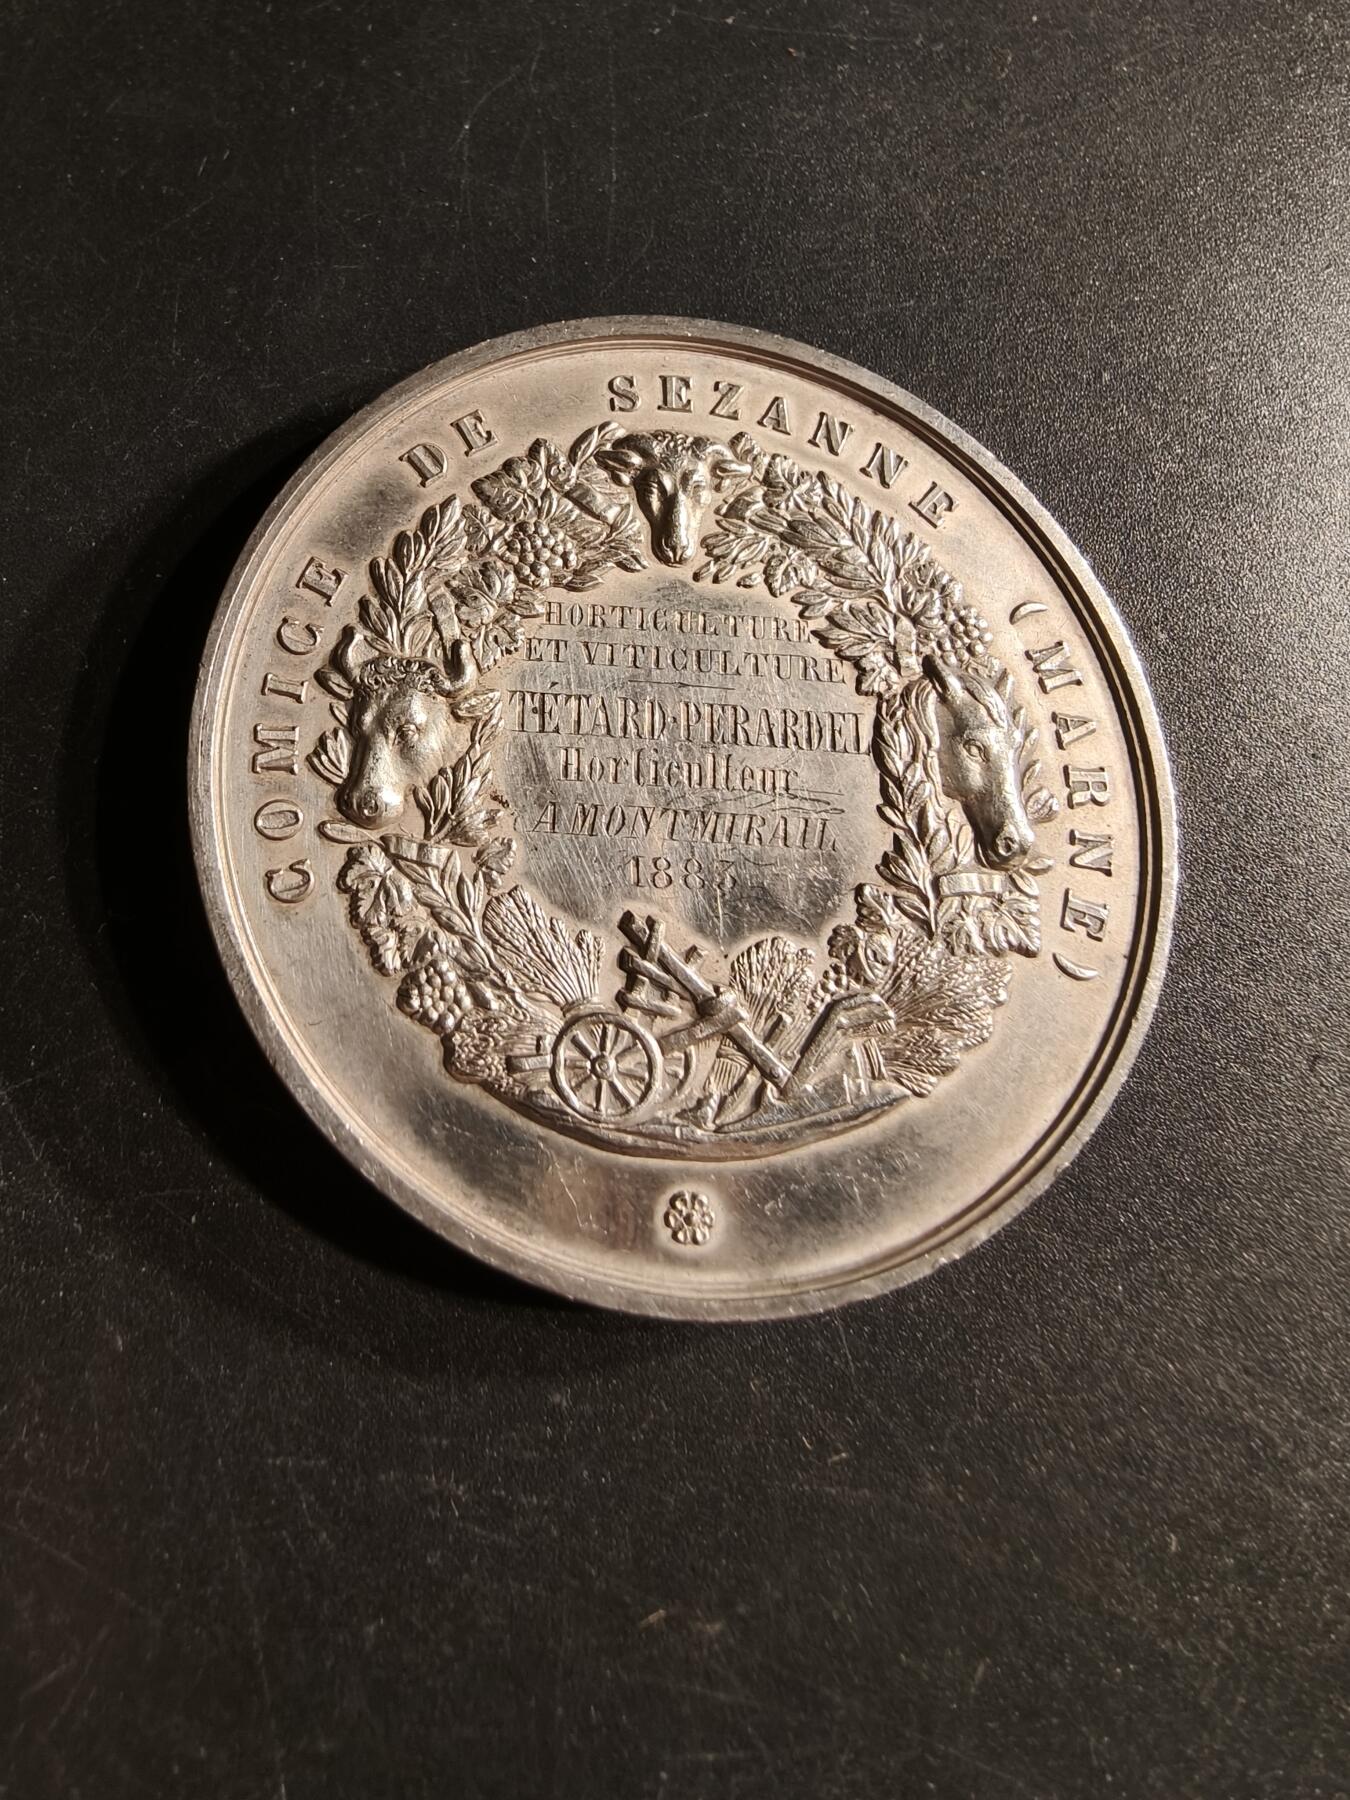 COMICE DE SEZANNE (MARNE)
HORTICULTURE
ET VITICULTURE
TÉTARD-PERARDEL
Horticulteur
A MONTMIRAIL
1883